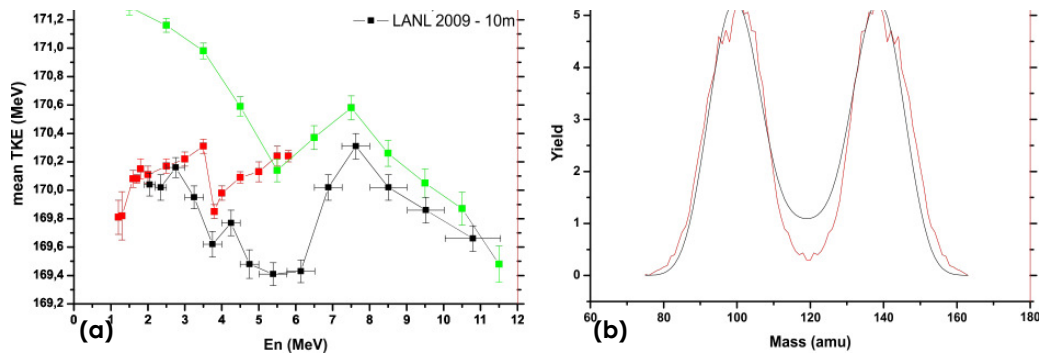 171,2
171,0
170,8
170,6
170,4
170,2
170,0
169,8
169,6
169,4
169,2
mean TKE (MeV)
LANL 2009 - 10m
0 1 2 3 4 5 6 7 8 9 10 11 12
(a)
En (MeV)
5
4
3
2
1
0
Yield
60 80 100 120 140 160 180
(b)
Mass (amu)